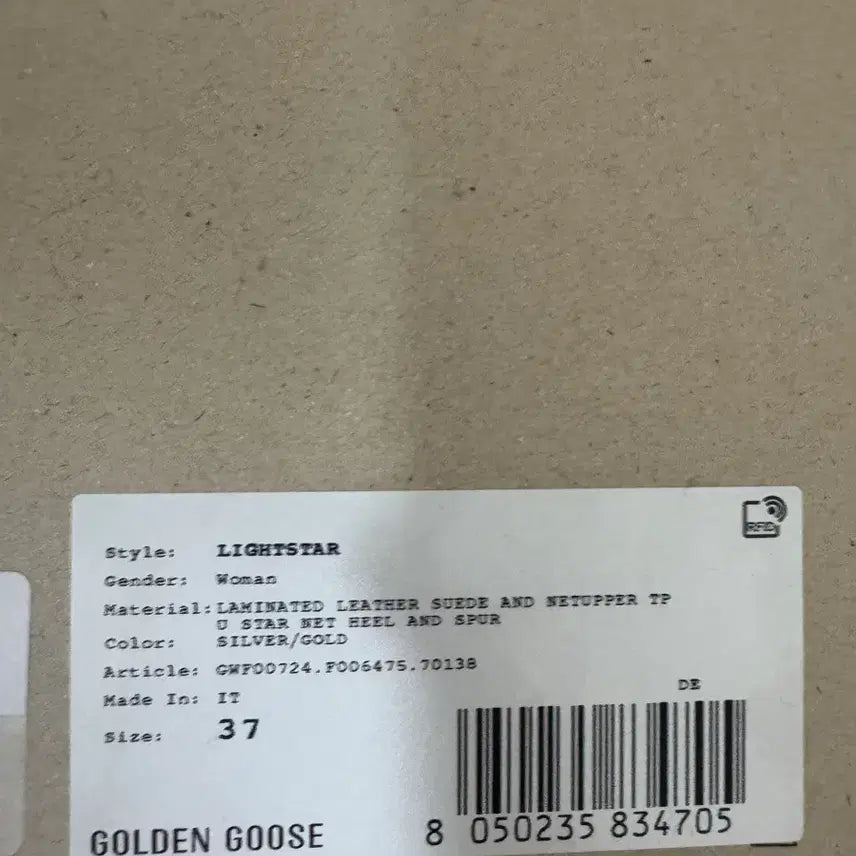 RFID
Style: LIGHTSTAR
Gender: Woman
Material: LAMINATED LEATHER SUEDE AND NETUPPER TP
U STAR NET HEEL AND SPUR
Color: SILVER/GOLD
Article: GWF00724.F006475.70138
Made In: IT
DE
Size: 37
8 050235 834705
GOLDEN GOOSE